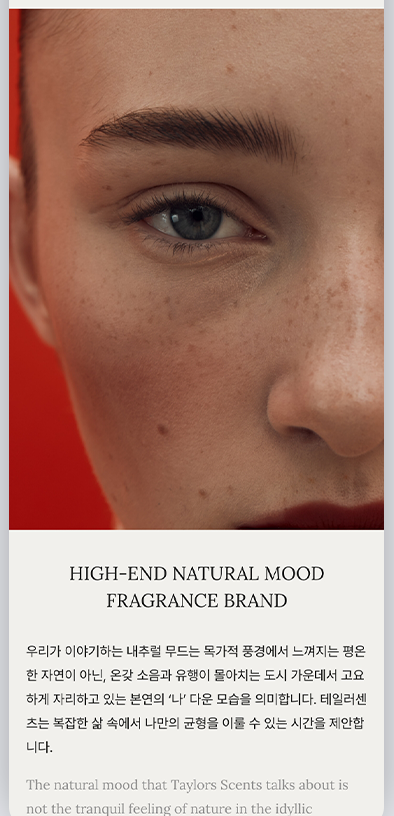 HIGH-END NATURAL MOOD
FRAGRANCE BRAND
우리가 이야기하는 내추럴 무드는 목가적 풍경에서 느껴지는 평온
한 자연이 아닌, 온갖 소음과 유행이 몰아치는 도시 가운데서 고요
하게 자리하고 있는 본연의 ‘나’ 다운 모습을 의미합니다. 테일러센
츠는 복잡한 삶 속에서 나만의 균형을 이룰 수 있는 시간을 제안합
니다.
The natural mood that Taylors Scents talks about is
not the tranquil feeling of nature in the idyllic